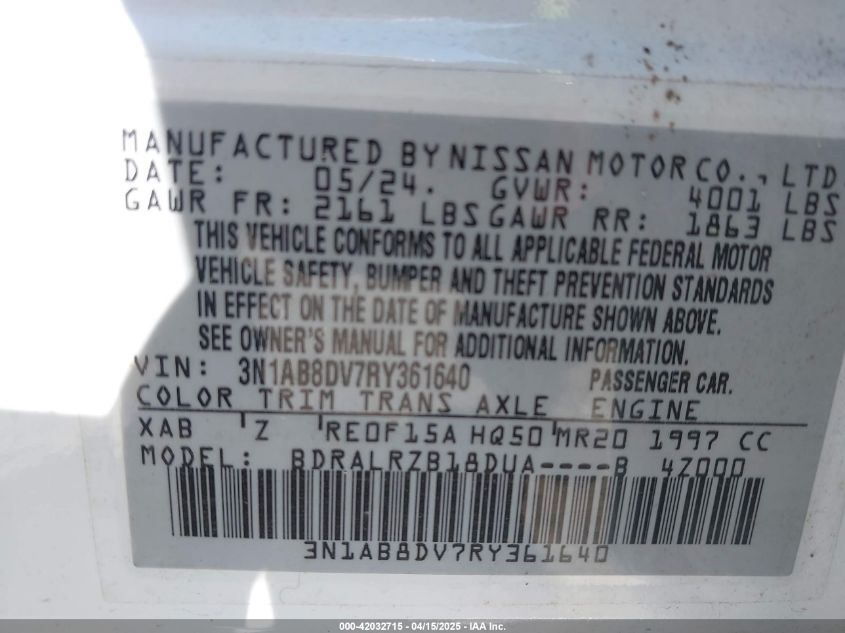 MANUFACTURED BY NISSAN MOTOR CO., LTD.
DATE: 05/24. GVWR: 4001 LBS
GAWR FR: 2161 LBS GAWR RR: 1863 LBS
THIS VEHICLE CONFORMS TO ALL APPLICABLE FEDERAL MOTOR
VEHICLE SAFETY, BUMPER AND THEFT PREVENTION STANDARDS
IN EFFECT ON THE DATE OF MANUFACTURE SHOWN ABOVE.
SEE OWNER'S MANUAL FOR ADDITIONAL INFORMATION.
VIN: 3N1AB8DV7RY361640 PASSENGER CAR.
COLOR TRIM TRANS AXLE ENGINE
XAB Z RE0F15A HQ50 MR20 1997 CC
MODEL: BDRALRZB18DUA----B 4Z000
3N1AB8DV7RY361640
000-42032715 - 04/15/2025 - IAA Inc.